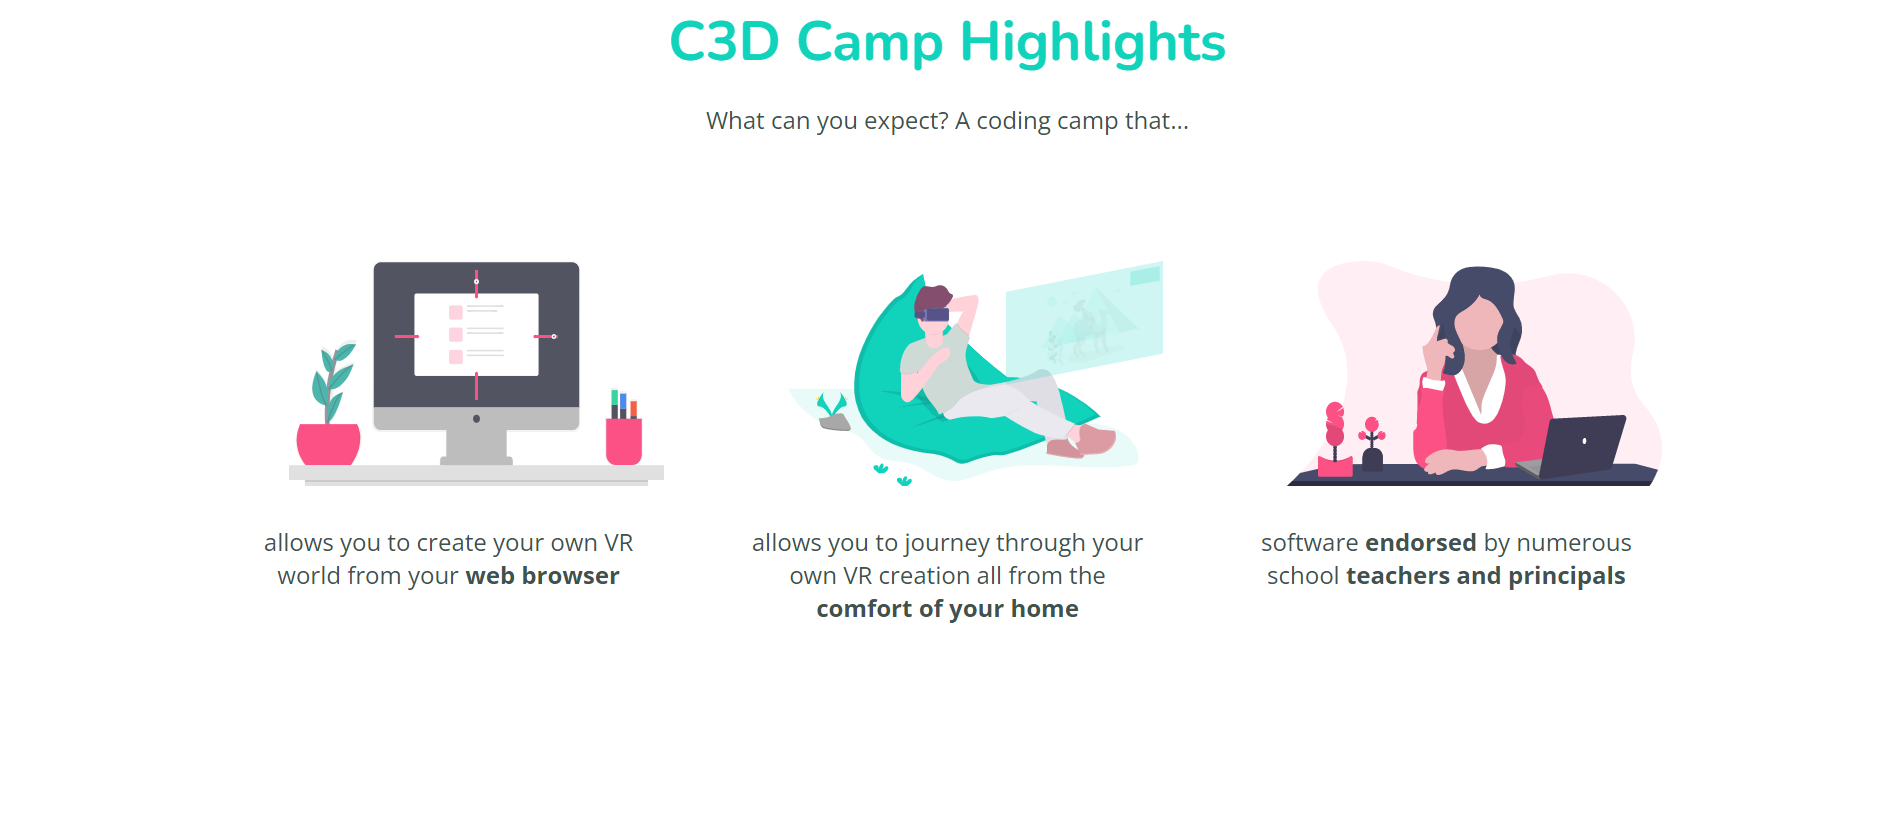 C3D Camp Highlights
What can you expect? A coding camp that...
allows you to create your own VR
world from your web browser
allows you to journey through your
own VR creation all from the
comfort of your home
software endorsed by numerous
school teachers and principals